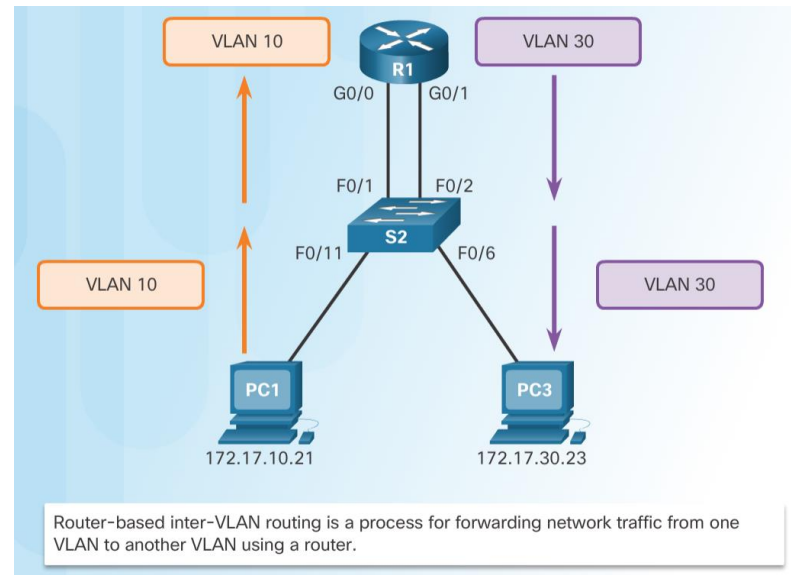 VLAN 10
VLAN 30
R1
G0/0
G0/1
F0/1
F0/2
S2
F0/11
F0/6
VLAN 10
VLAN 30
PC1
PC3
172.17.10.21
172.17.30.23
Router-based inter-VLAN routing is a process for forwarding network traffic from one
VLAN to another VLAN using a router.